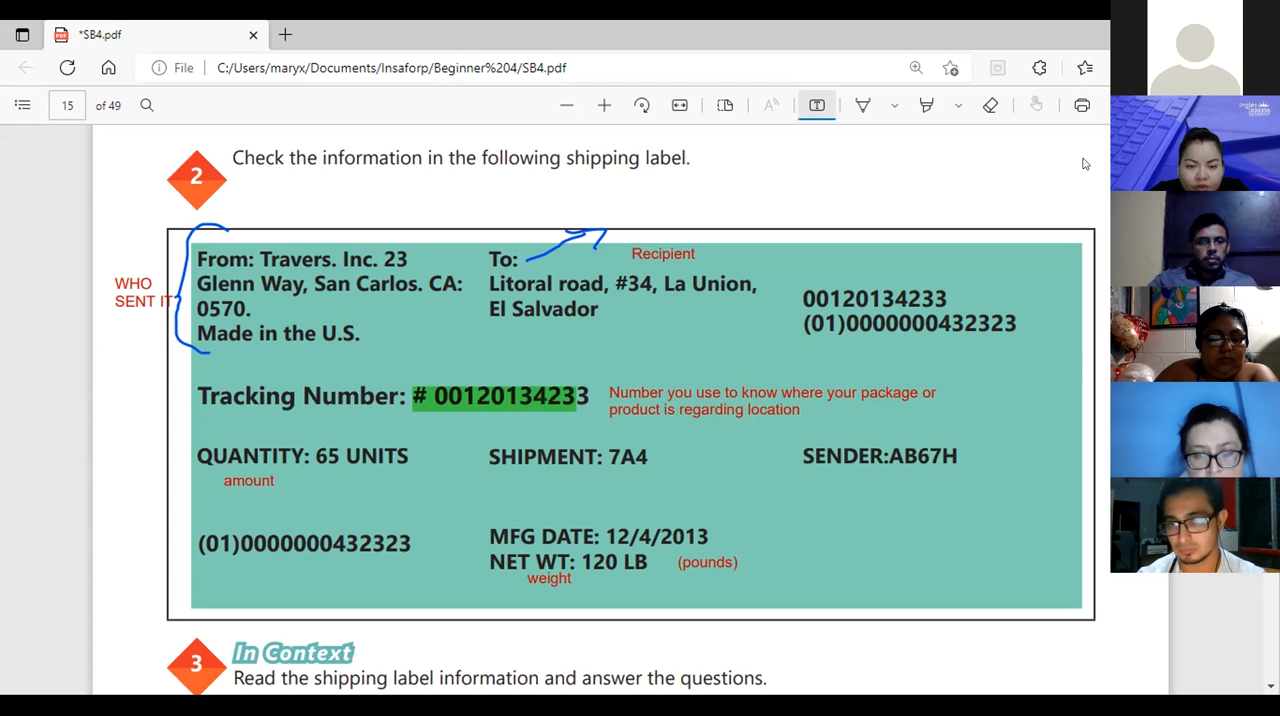 *SB4.pdf
File
C:/Users/maryx/Documents/Insaforp/Beginner%204/SB4.pdf
15 of 49
2
Check the information in the following shipping label.
WHO
SENT IT
From: Travers. Inc. 23
Glenn Way, San Carlos. CA:
0570.
Made in the U.S.
To:
Recipient
Litoral road, #34, La Union,
El Salvador
00120134233
(01)0000000432323
Tracking Number: # 00120134233
Number you use to know where your package or
product is regarding location
QUANTITY: 65 UNITS
amount
SHIPMENT: 7A4
SENDER:AB67H
(01)0000000432323
MFG DATE: 12/4/2013
NET WT: 120 LB
(pounds)
weight
3
In Context
Read the shipping label information and answer the questions.
Ingles